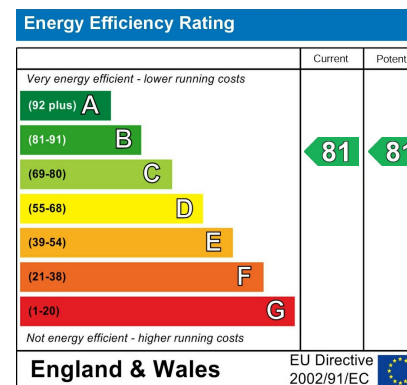 Energy Efficiency Rating
Current Potent
Very energy efficient - lower running costs
(92 plus) A
(81-91) B
81 81
(69-80) C
(55-68) D
(39-54) E
(21-38) F
(1-20) G
Not energy efficient - higher running costs
England & Wales
EU Directive
2002/91/EC